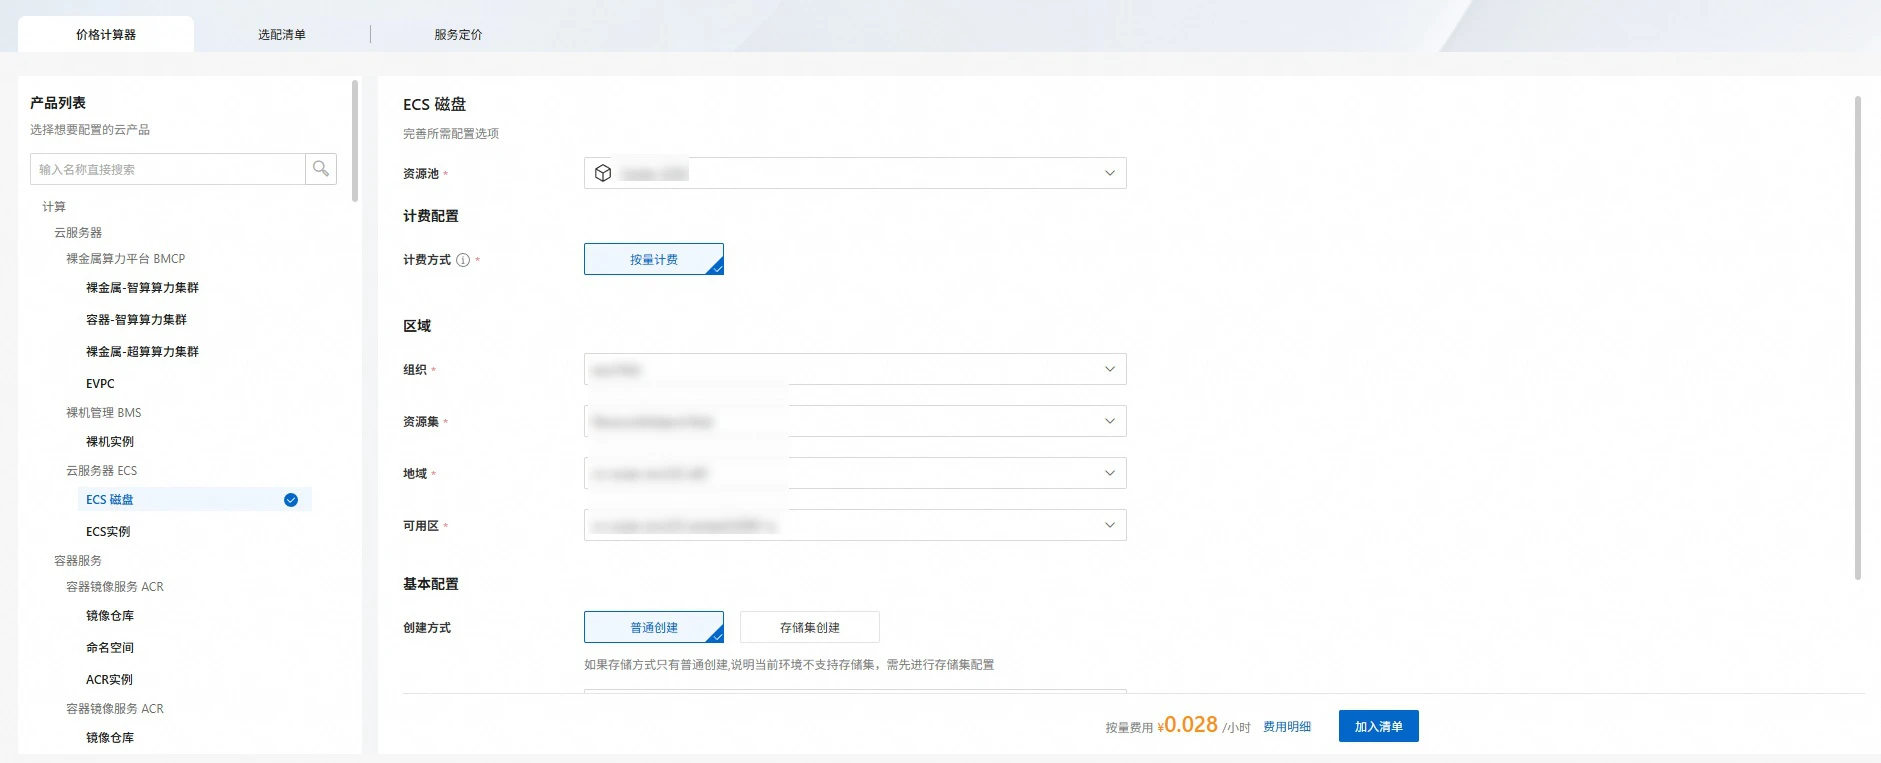 价格计算器
选配清单
服务定价
产品列表
选择想要配置的云产品
输入名称直接搜索
计算
云服务器
裸金属算力平台 BMCP
裸金属-智算算力集群
容器-智算算力集群
裸金属-超算算力集群
EVPC
裸机管理 BMS
裸机实例
云服务器 ECS
ECS 磁盘
ECS实例
容器服务
容器镜像服务 ACR
镜像仓库
命名空间
ACR实例
容器镜像服务 ACR
镜像仓库
ECS 磁盘
完善所需配置选项
资源池 *
计费配置
计费方式 *
按量计费
区域
组织 *
资源集 *
地域 *
可用区 *
基本配置
创建方式
普通创建
存储集创建
如果存储方式只有普通创建,说明当前环境不支持存储集，需先进行存储集配置
按量费用 ¥0.028 /小时 费用明细
加入清单